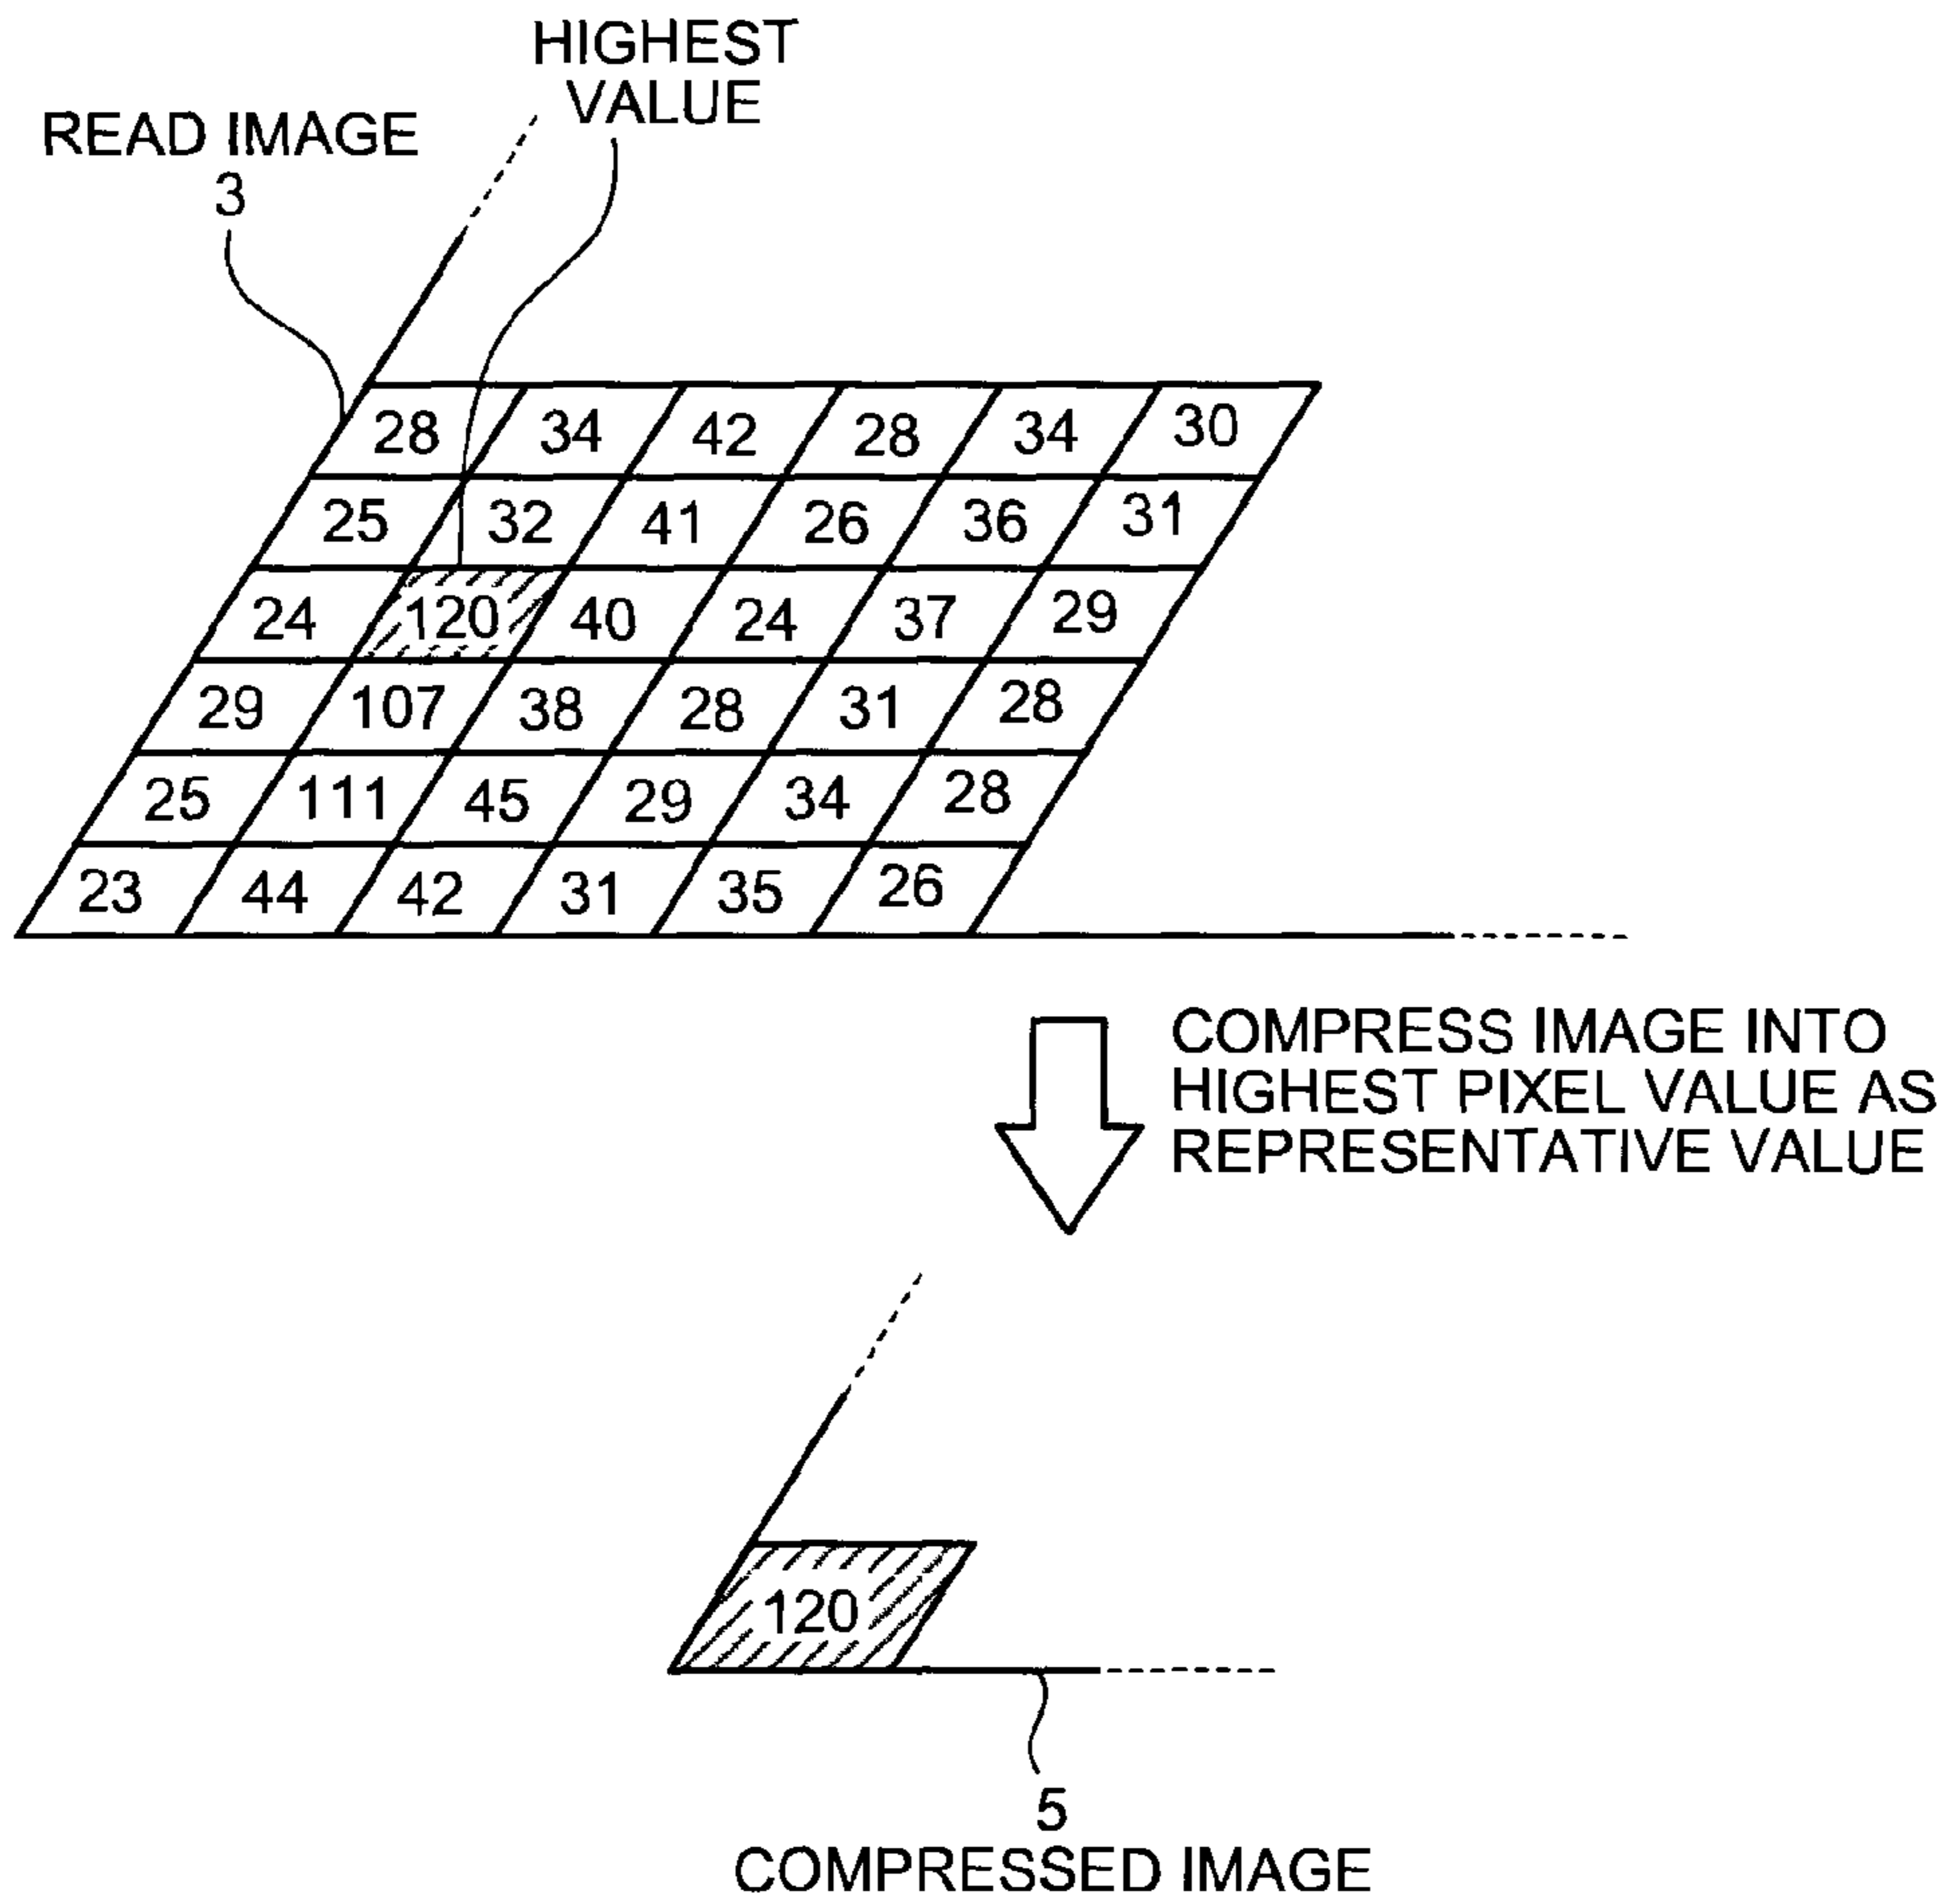 HIGHEST
VALUE
READ IMAGE
3
28 34 42 28 34 30
25 32 41 26 36 31
24 120 40 24 37 29
29 107 38 28 31 28
25 111 45 29 34 28
23 44 42 31 35 26
COMPRESS IMAGE INTO
HIGHEST PIXEL VALUE AS
REPRESENTATIVE VALUE
120
5
COMPRESSED IMAGE